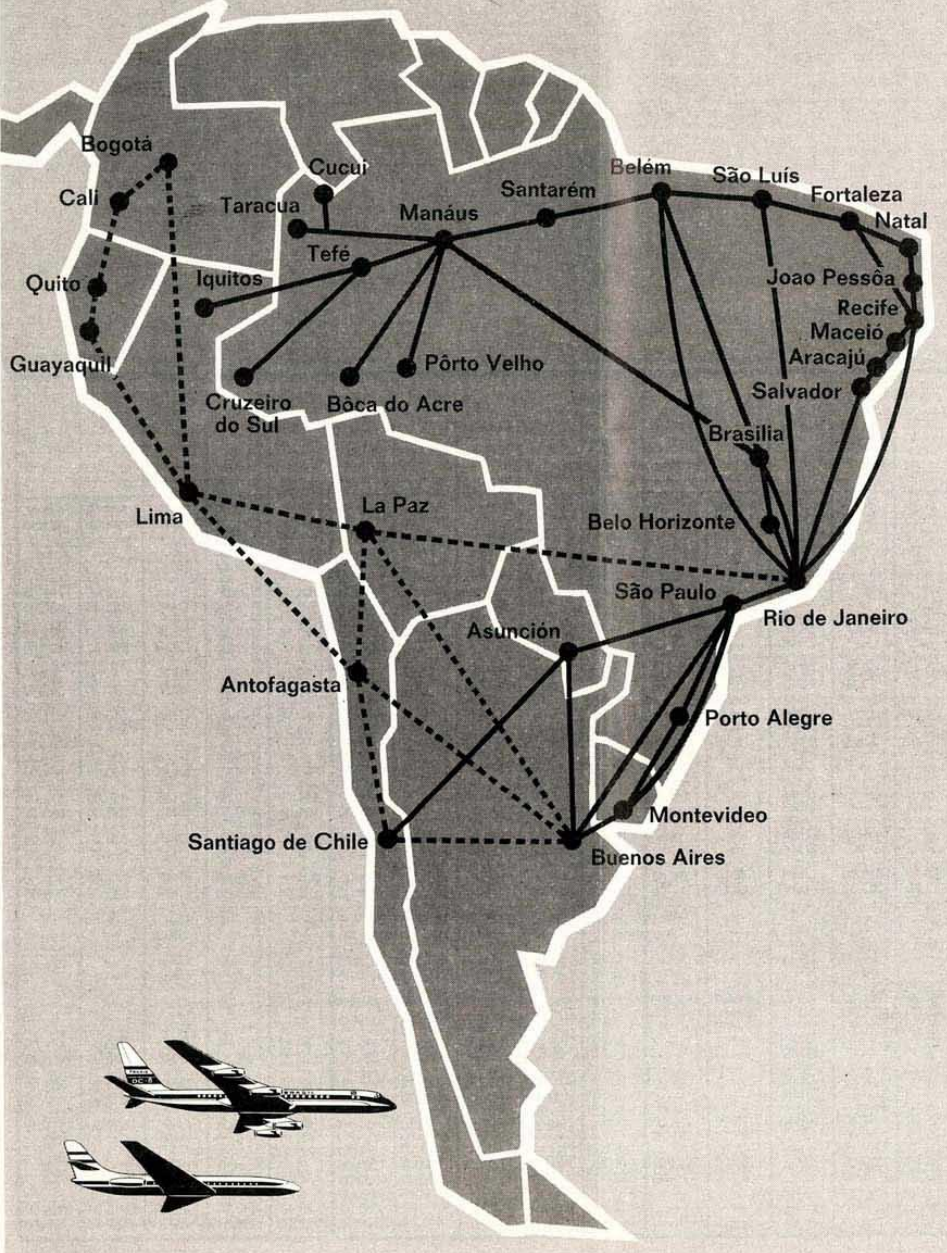 Bogotá
Cucui
Belém
São Luís
Cali
Taracua
Manáus
Santarém
Fortaleza
Natal
Tefé
Quito
Iquitos
Joao Pessôa
Recife
Maceió
Guayaquil
Pôrto Velho
Aracajú
Cruzeiro
do Sul
Bôca do Acre
Salvador
Brasilia
Lima
La Paz
Belo Horizonte
São Paulo
Rio de Janeiro
Asunción
Antofagasta
Porto Alegre
Santiago de Chile
Montevideo
Buenos Aires
DC-8